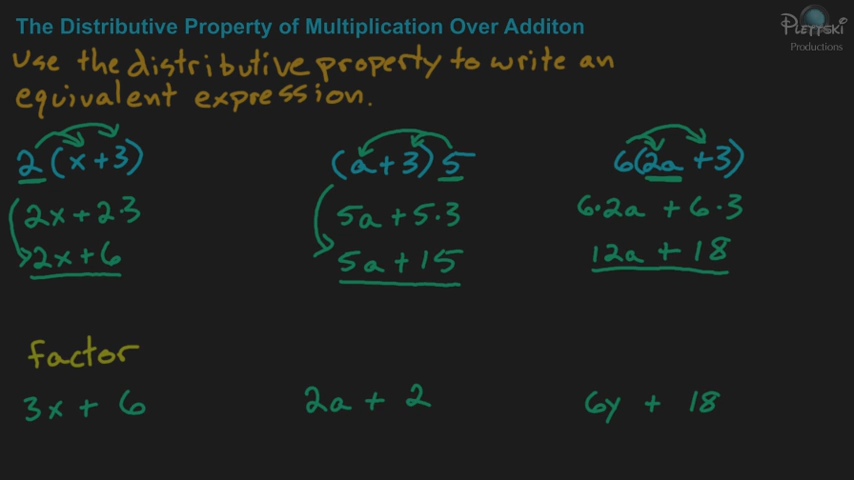 The Distributive Property of Multiplication Over Additon
PLETPSKI
Productions
Use the distributive property to write an
equivalent expression.
2(x+3) (a+3)5 6(2a+3)
2x+2·3 5a+5·3 6·2a+6·3
2x+6 5a+15 12a+18
factor
3x+6 2a+2 6y+18